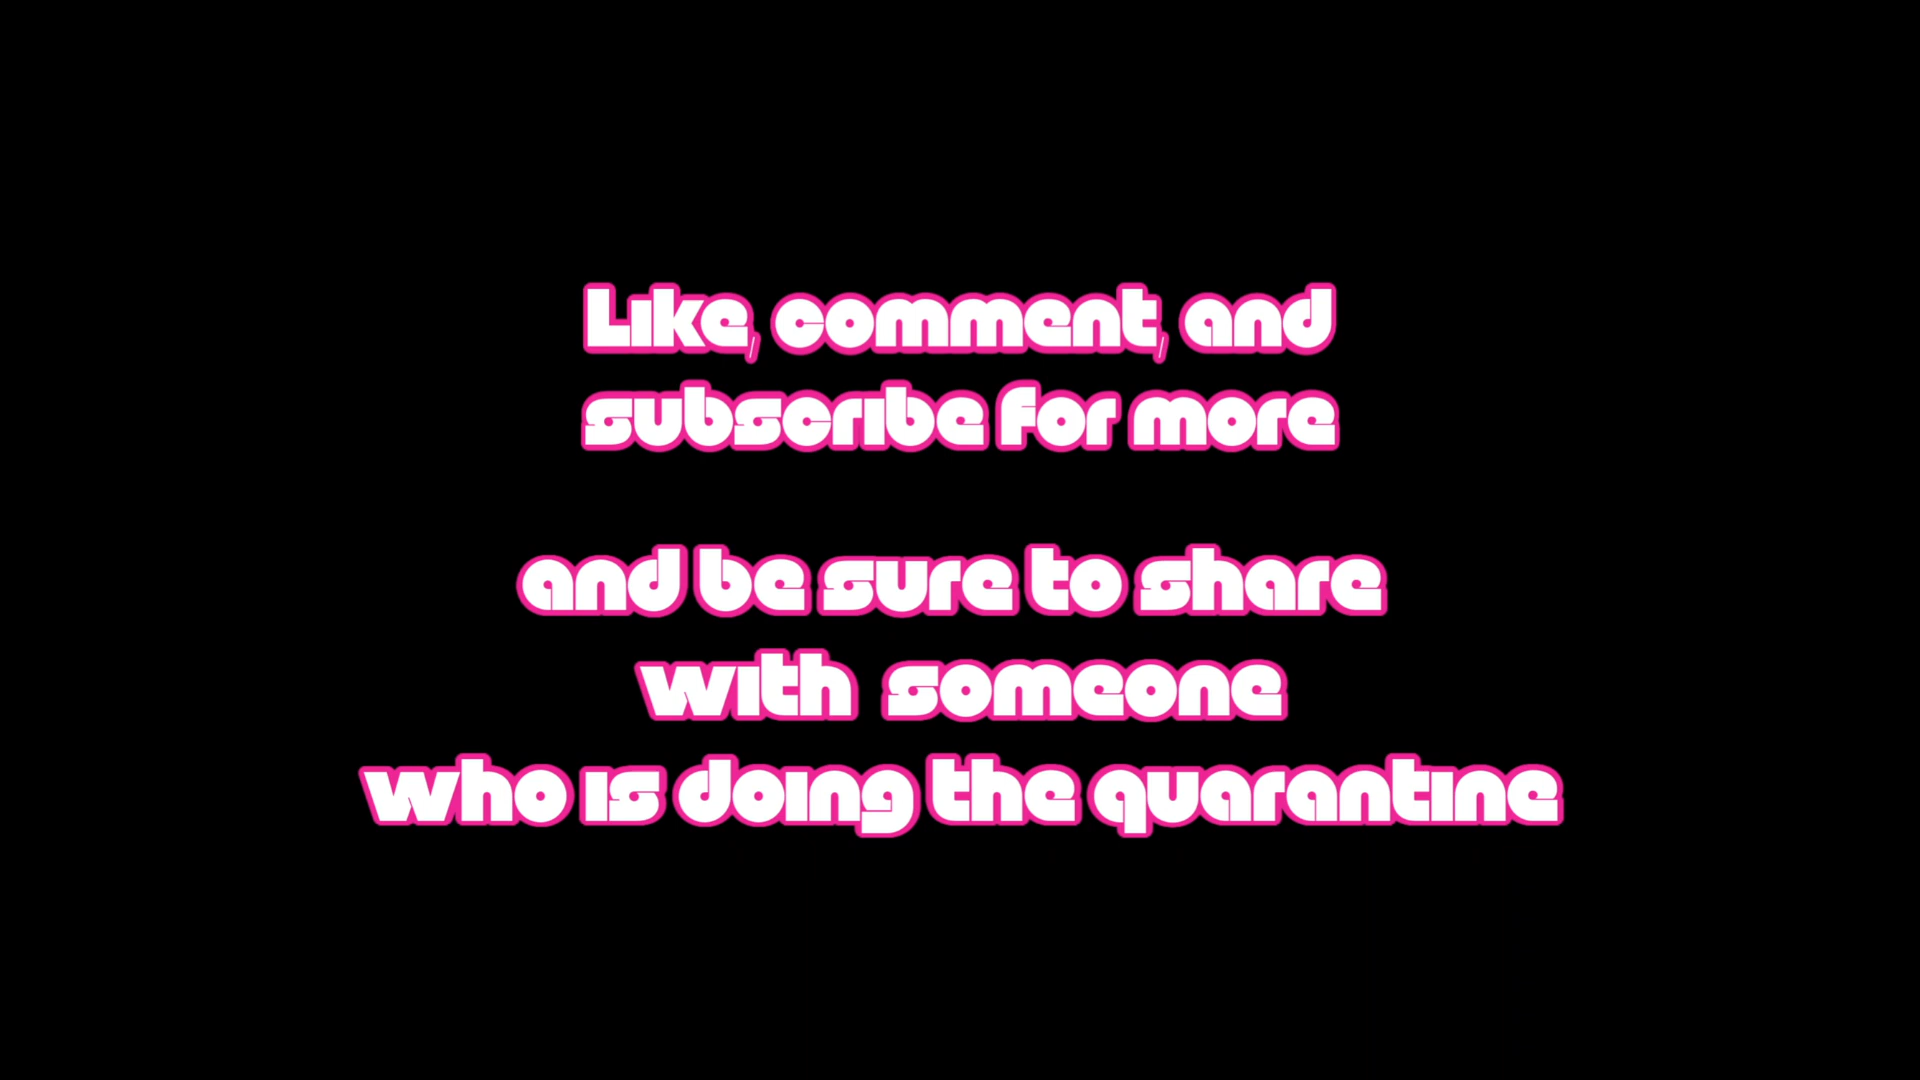 Like, comment, and
subscribe for more
and be sure to share
with someone
who is doing the quarantine